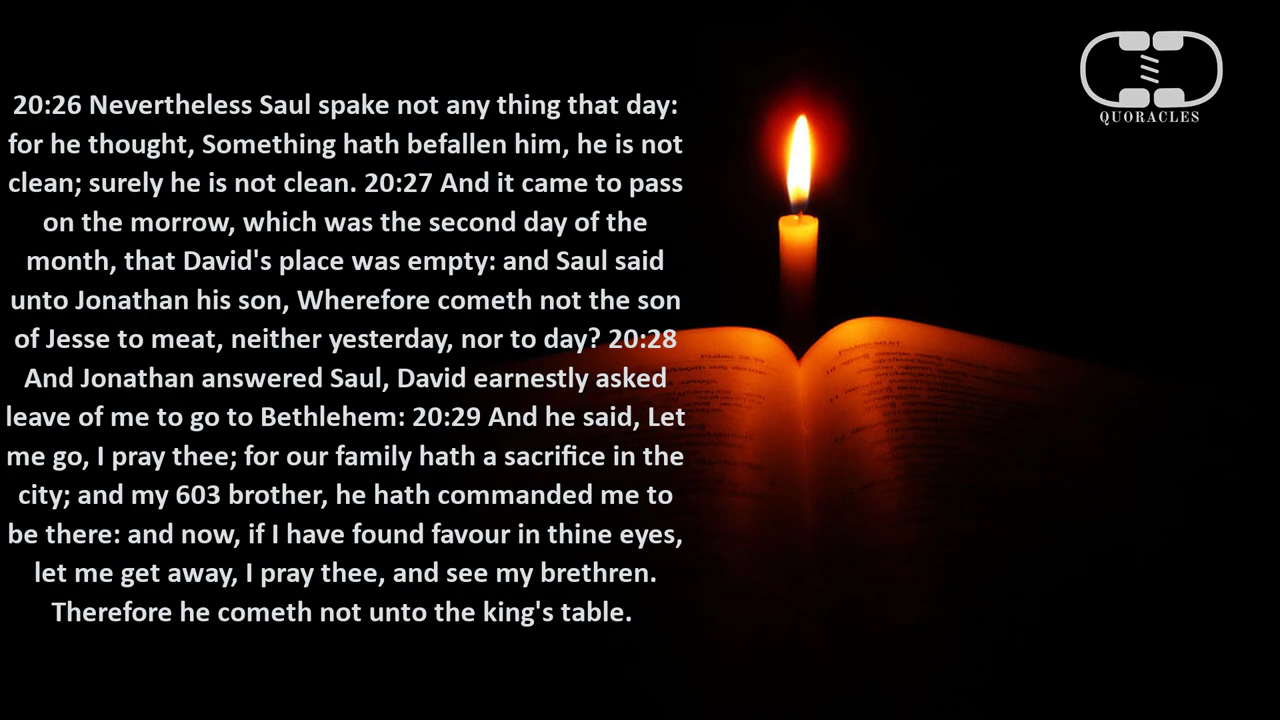 20:26 Nevertheless Saul spake not any thing that day:
for he thought, Something hath befallen him, he is not
clean; surely he is not clean. 20:27 And it came to pass
on the morrow, which was the second day of the
month, that David's place was empty: and Saul said
unto Jonathan his son, Wherefore cometh not the son
of Jesse to meat, neither yesterday, nor to day? 20:28
And Jonathan answered Saul, David earnestly asked
leave of me to go to Bethlehem: 20:29 And he said, Let
me go, I pray thee; for our family hath a sacrifice in the
city; and my 603 brother, he hath commanded me to
be there: and now, if I have found favour in thine eyes,
let me get away, I pray thee, and see my brethren.
Therefore he cometh not unto the king's table.
QUORACLES